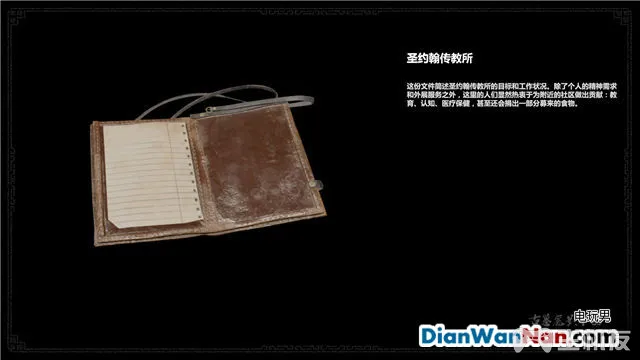 圣约翰传教所
这份文件简述圣约翰传教所的目标和工作状况。除了个人的精神需求
和外展服务之外,这里的人们显然热衷于为附近的社区做出贡献:教
育、认知、医疗保健,甚至还会捐出一部分募来的食物。
电玩男
DianWanNan.com